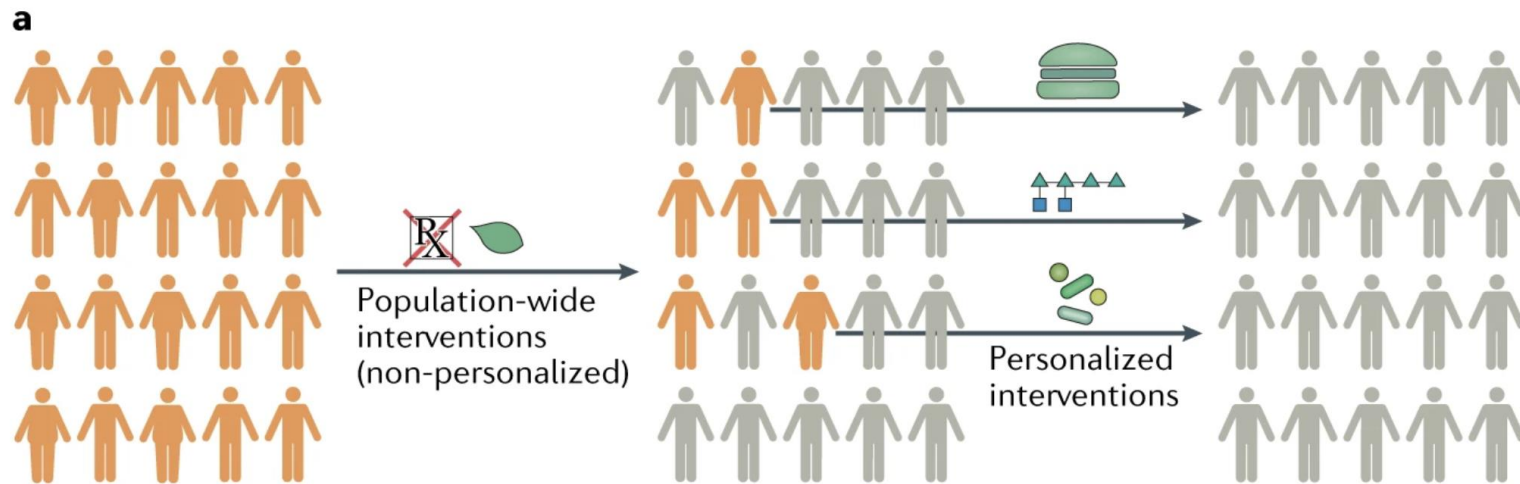 a
Rx
Population-wide
interventions
(non-personalized)
Personalized
interventions